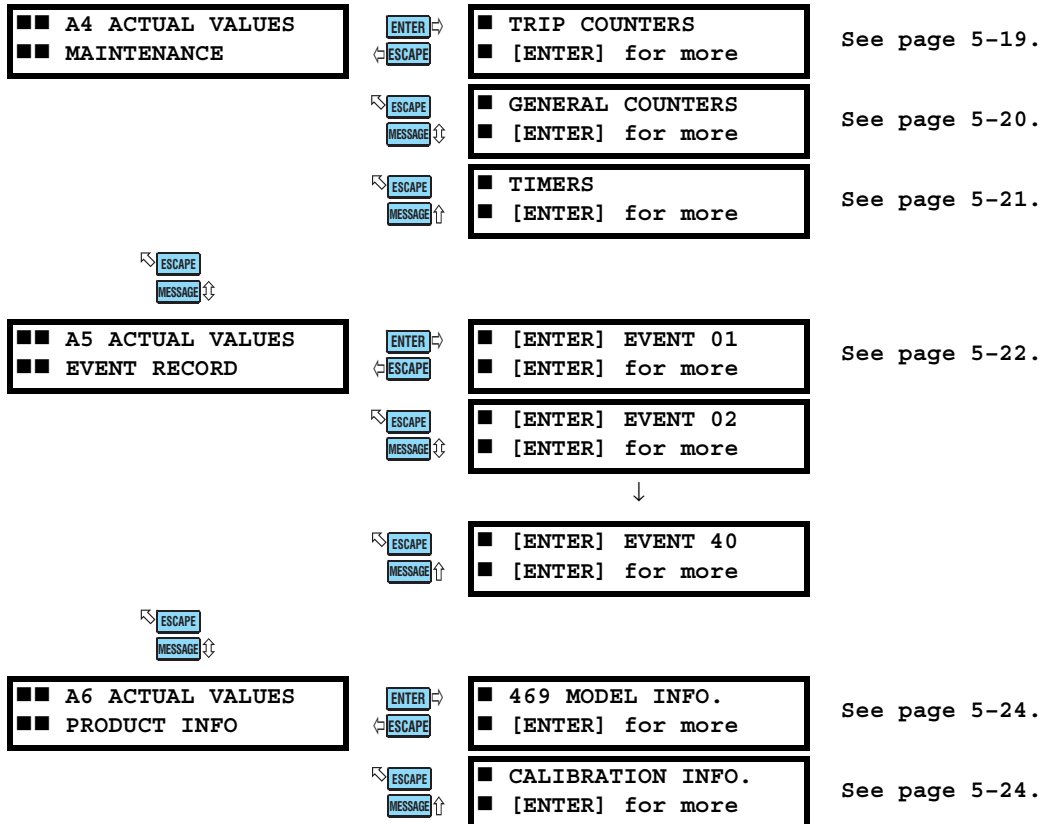 ■■ A4 ACTUAL VALUES
■■ MAINTENANCE
ENTER ⇨
⇦ ESCAPE
■ TRIP COUNTERS
■ [ENTER] for more
See page 5–19.
ESCAPE
MESSAGE
■ GENERAL COUNTERS
■ [ENTER] for more
See page 5–20.
ESCAPE
MESSAGE
■ TIMERS
■ [ENTER] for more
See page 5–21.
ESCAPE
MESSAGE
■■ A5 ACTUAL VALUES
■■ EVENT RECORD
ENTER ⇨
⇦ ESCAPE
■ [ENTER] EVENT 01
■ [ENTER] for more
See page 5–22.
ESCAPE
MESSAGE
■ [ENTER] EVENT 02
■ [ENTER] for more
↓
ESCAPE
MESSAGE
■ [ENTER] EVENT 40
■ [ENTER] for more
ESCAPE
MESSAGE
■■ A6 ACTUAL VALUES
■■ PRODUCT INFO
ENTER ⇨
⇦ ESCAPE
■ 469 MODEL INFO.
■ [ENTER] for more
See page 5–24.
ESCAPE
MESSAGE
■ CALIBRATION INFO.
■ [ENTER] for more
See page 5–24.